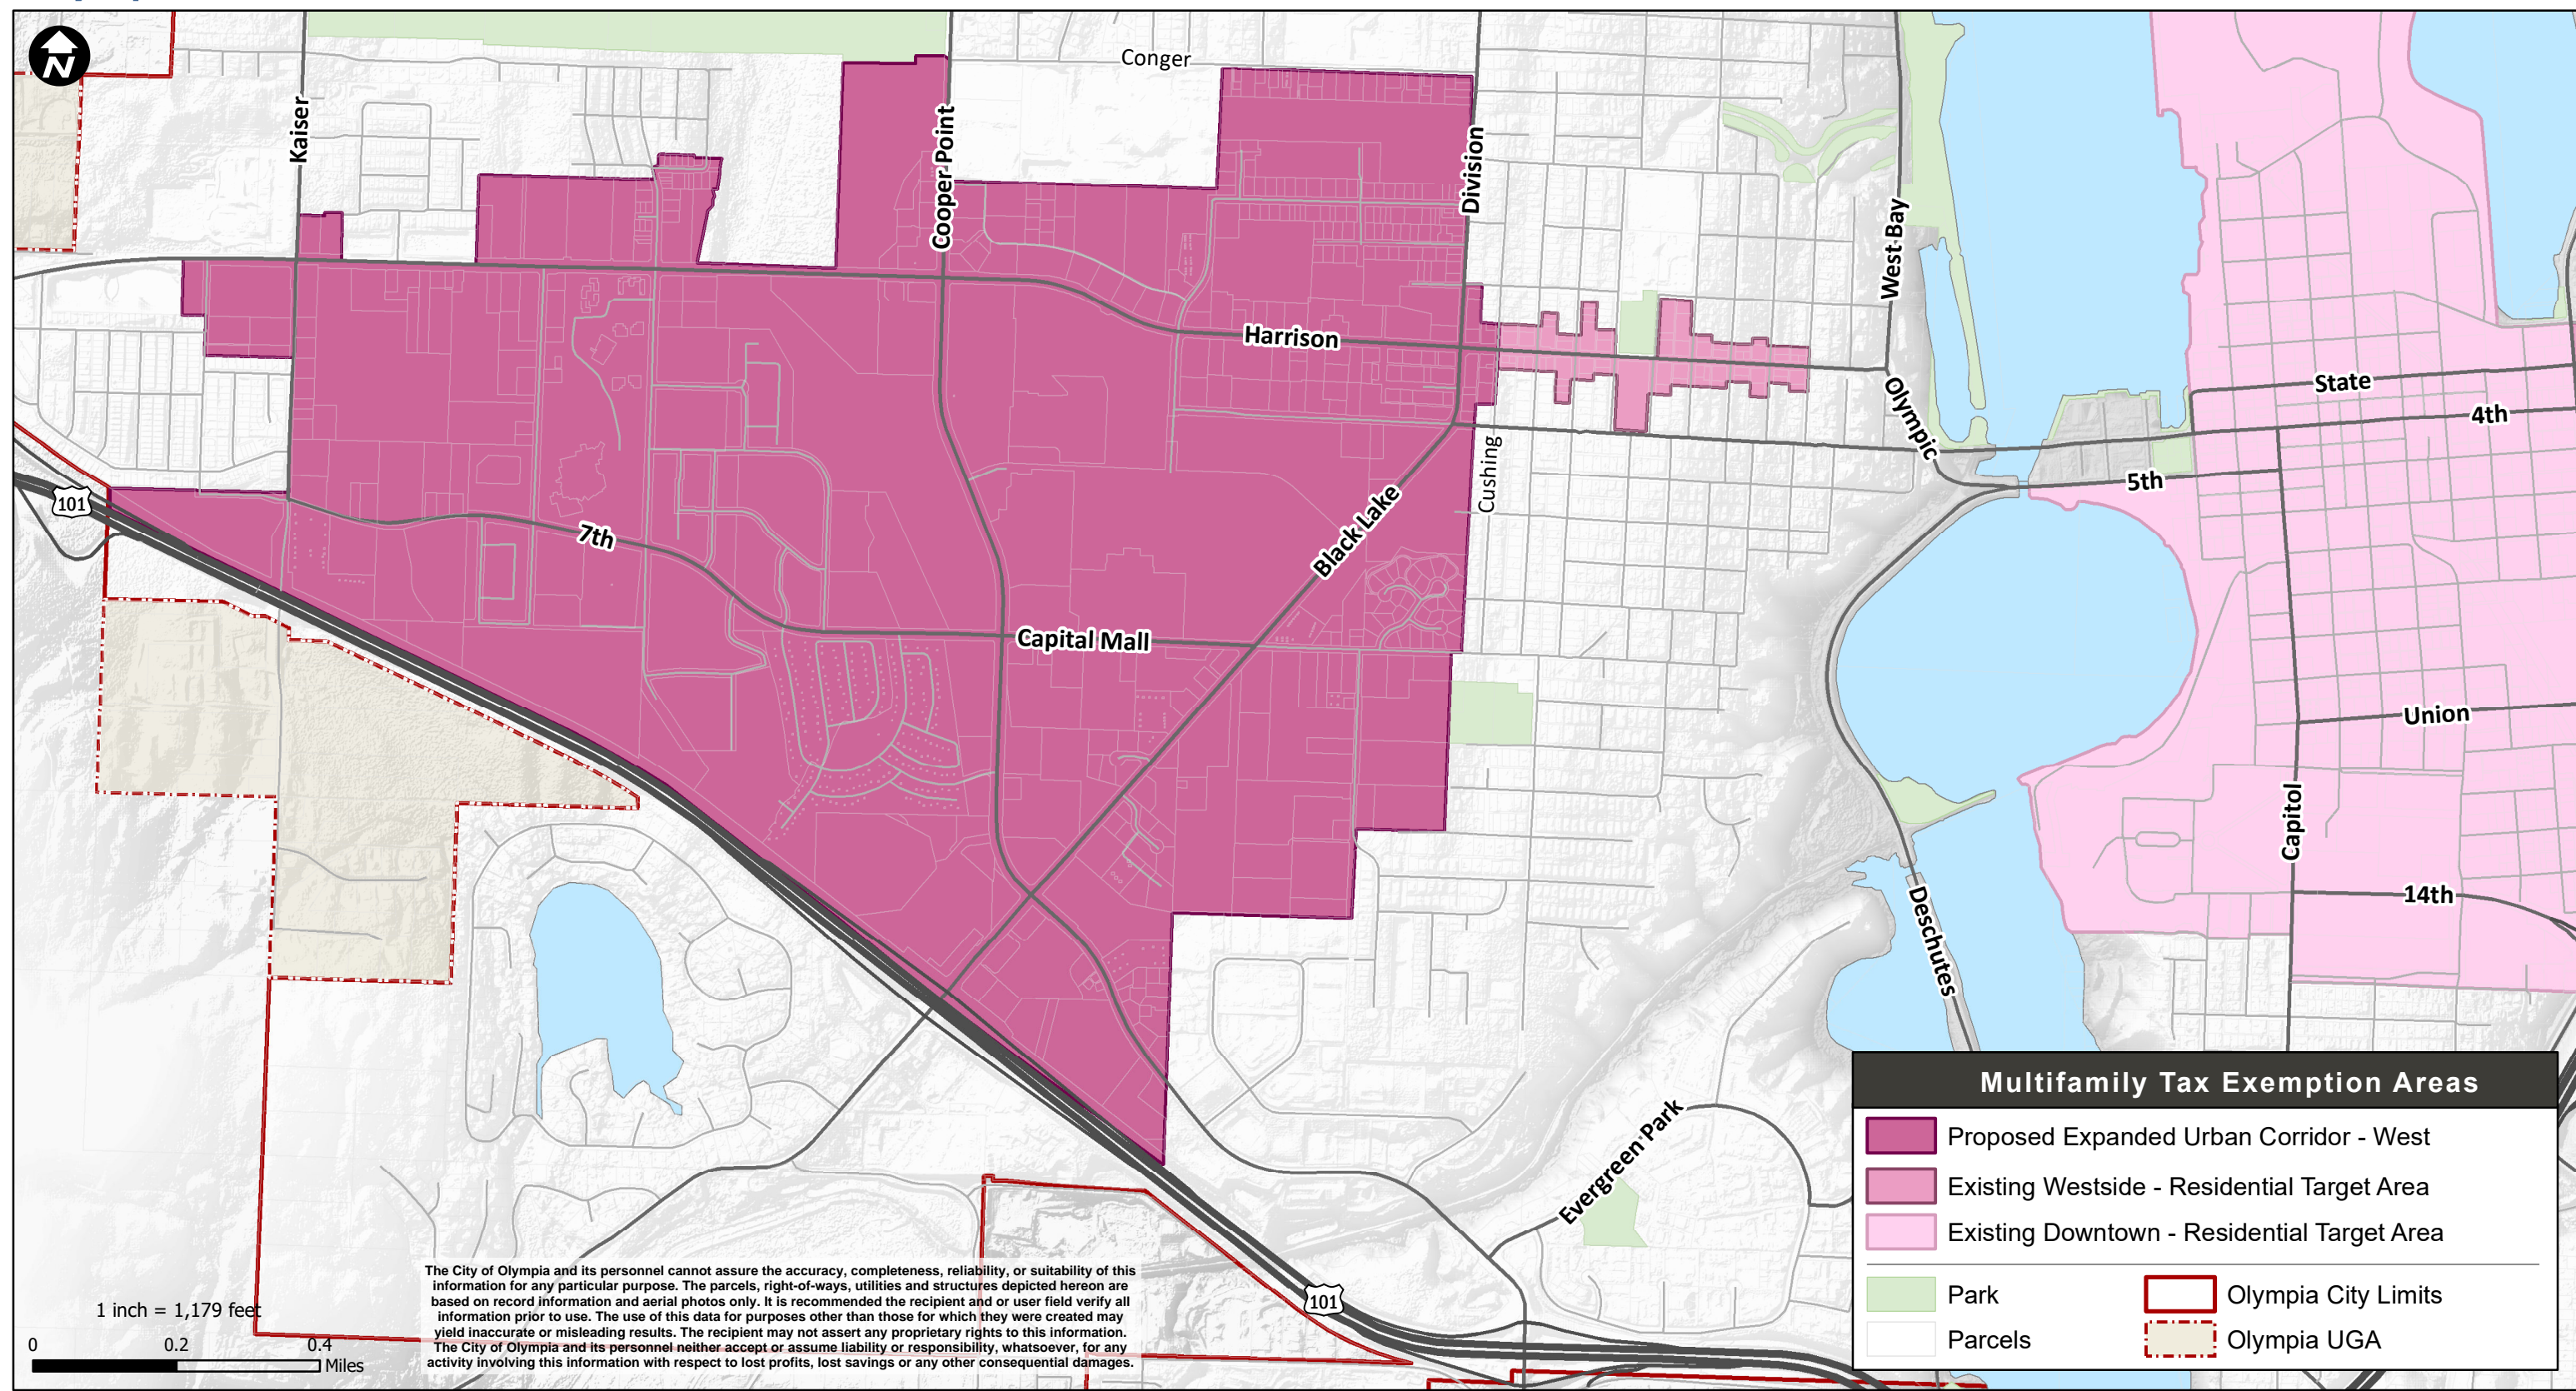 N
Conger
Kaiser
Cooper Point
Division
West Bay
Harrison
Olympic
State
4th
5th
101
Cushing
Black Lake
7th
Capital Mall
Union
Capitol
14th
Deschutes
Evergreen Park
101
Multifamily Tax Exemption Areas
Proposed Expanded Urban Corridor - West
Existing Westside - Residential Target Area
Existing Downtown - Residential Target Area
Park
Olympia City Limits
Parcels
Olympia UGA
1 inch = 1,179 feet
0 0.2 0.4
Miles
The City of Olympia and its personnel cannot assure the accuracy, completeness, reliability, or suitability of this
information for any particular purpose. The parcels, right-of-ways, utilities and structures depicted hereon are
based on record information and aerial photos only. It is recommended the recipient and or user field verify all
information prior to use. The use of this data for purposes other than those for which they were created may
yield inaccurate or misleading results. The recipient may not assert any proprietary rights to this information.
The City of Olympia and its personnel neither accept or assume liability or responsibility, whatsoever, for any
activity involving this information with respect to lost profits, lost savings or any other consequential damages.